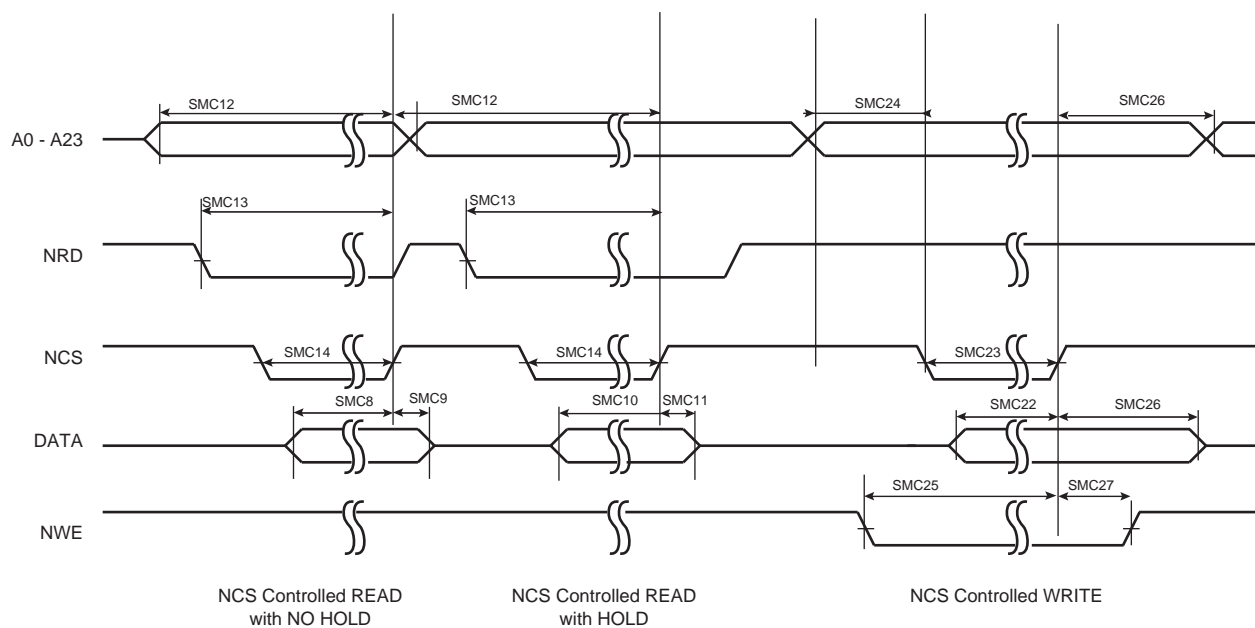 SMC12
SMC12
SMC24
SMC26
A0 - A23
SMC13
SMC13
NRD
NCS
SMC14
SMC14
SMC23
SMC8
SMC9
SMC10
SMC11
SMC22
SMC26
DATA
SMC25
SMC27
NWE
NCS Controlled READ
with NO HOLD
NCS Controlled READ
with HOLD
NCS Controlled WRITE